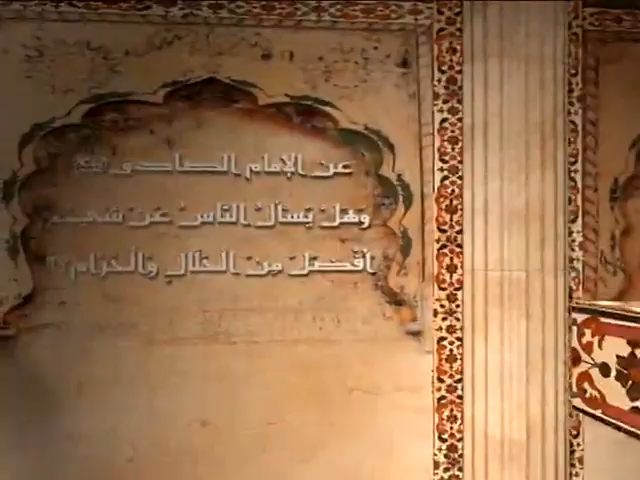 عن الإمام الصادق
وهل يسأل الناس عن شيء
أفضل من الحلال والحرام؟